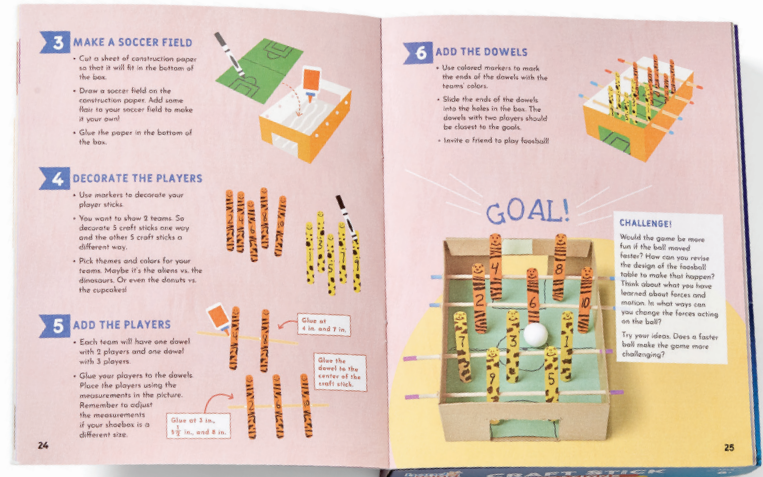 3 MAKE A SOCCER FIELD
• Cut a sheet of construction paper
so that it will fit in the bottom of
the box.
• Draw a soccer field on the
construction paper. Add some
flair to your soccer field to make
it your own!
• Glue the paper in the bottom of
the box.
4 DECORATE THE PLAYERS
• Use markers to decorate your
player sticks.
• You want to show 2 teams. So
decorate 5 craft sticks one way
and the other 5 craft sticks a
different way.
• Pick themes and colors for your
teams. Maybe it's the aliens vs. the
dinosaurs. Or even the donuts vs.
the cupcakes!
5 ADD THE PLAYERS
• Each team will have one dowel
with 2 players and one dowel
with 3 players.
• Glue your players to the dowels.
Place the players using the
measurements in the picture.
Remember to adjust
the measurements
if your shoebox is a
different size.
Glue at
4 in. and 7 in.
Glue the
dowel to the
center of the
craft stick.
Glue at 3 in.,
5½ in., and 8 in.
24
6 ADD THE DOWELS
• Use colored markers to mark
the ends of the dowels with the
teams' colors.
• Slide the ends of the dowels
into the holes in the box. The
dowels with two players should
be closest to the goals.
• Invite a friend to play foosball!
GOAL!
4 8
2 6 10
7 3 1
9 5
CHALLENGE!
Would the game be more
fun if the ball moved
faster? How can you revise
the design of the foosball
table to make that happen?
Think about what you have
learned about forces and
motion. In what ways can
you change the forces acting
on the ball?
Try your ideas. Does a faster
ball make the game more
challenging?
25
CRAFT STICK